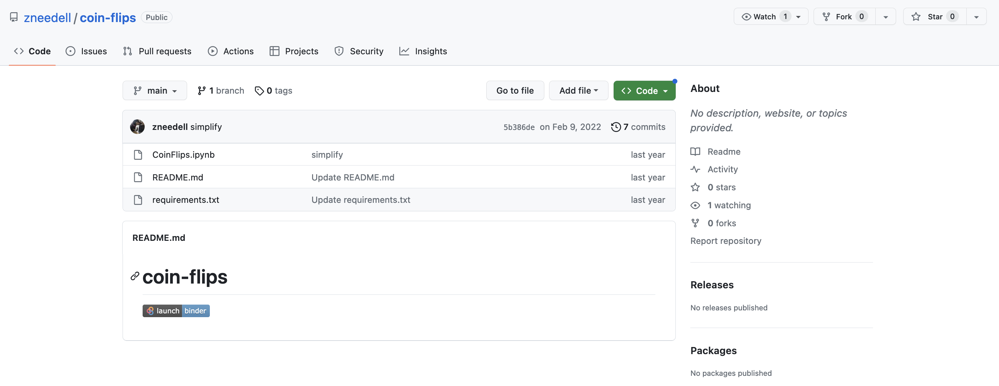 zneedell / coin-flips Public
Watch 1
Fork 0
Star 0
Code
Issues
Pull requests
Actions
Projects
Security
Insights
main
1 branch
0 tags
Go to file
Add file
Code
zneedell simplify
5b386de on Feb 9, 2022
7 commits
CoinFlips.ipynb
simplify
last year
README.md
Update README.md
last year
requirements.txt
Update requirements.txt
last year
README.md
coin-flips
launch binder
About
No description, website, or topics
provided.
Readme
Activity
0 stars
1 watching
0 forks
Report repository
Releases
No releases published
Packages
No packages published